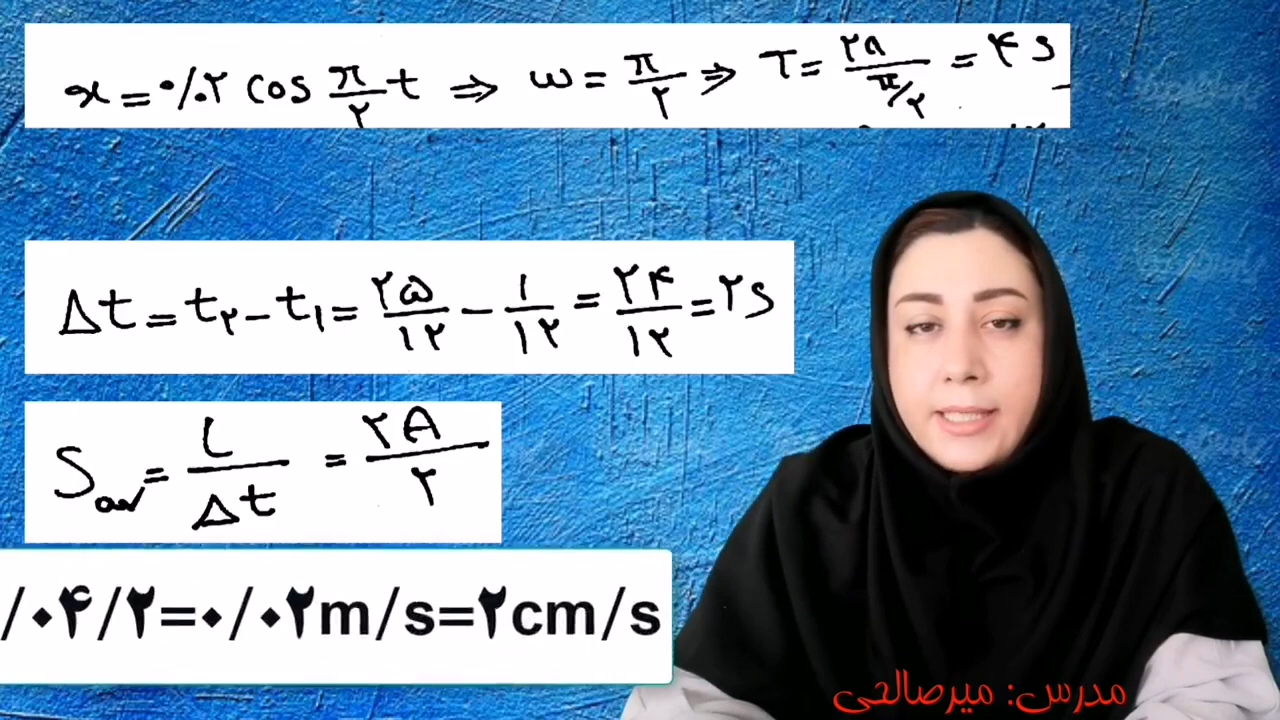 x = ۰/۰۲ cos π/۲ t ⇒ ω = π/۲ ⇒ T = ۲π / π/۲ = ۴ s
Δt = t۲ - t۱ = ۲۵/۱۲ - ۱/۱۲ = ۲۴/۱۲ = ۲s
Sav = L/Δt = ۲A/۲
/۰۴/۲=۰/۰۲m/s=۲cm/s
مدرس: میرصالحی